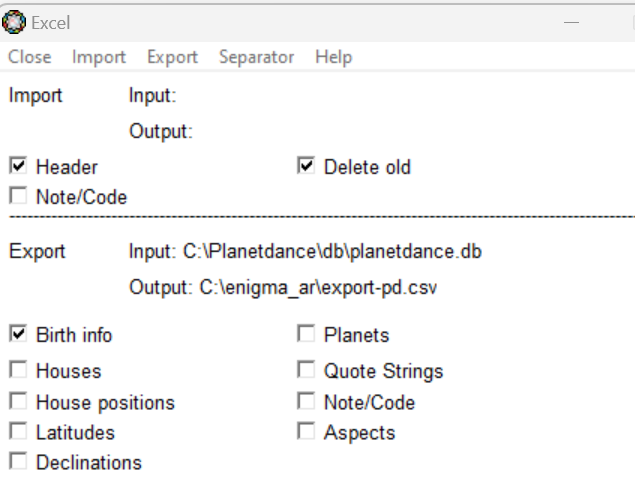 Excel
Close Import Export Separator Help
Import Input:
Output:
Header Delete old
Note/Code
Export Input: C:\Planetdance\db\planetdance.db
Output: C:\enigma_ar\export-pd.csv
Birth info Planets
Houses Quote Strings
House positions Note/Code
Latitudes Aspects
Declinations